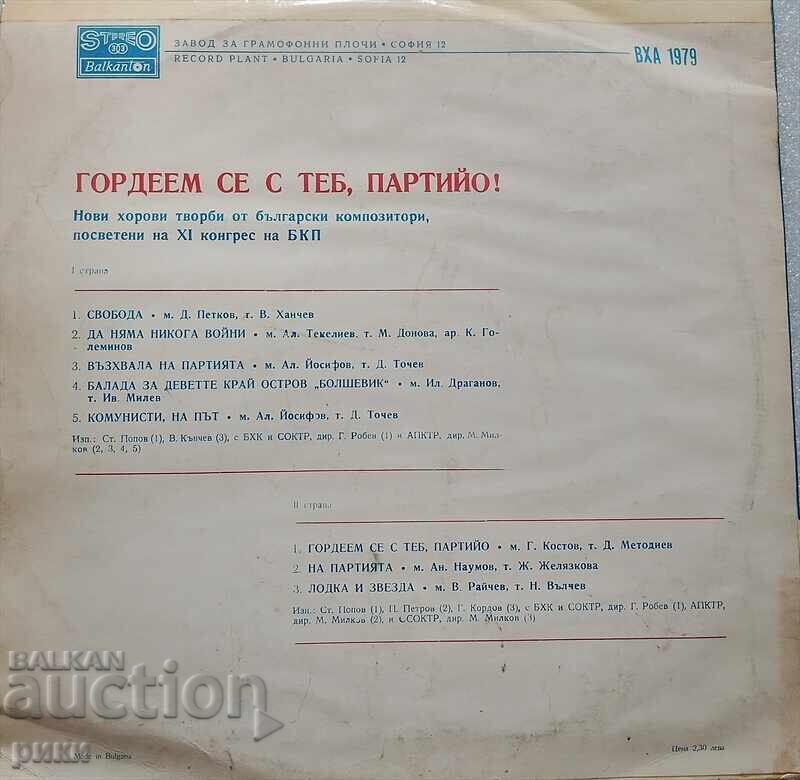 STEREO
303
Balkanton
ЗАВОД ЗА ГРАМОФОННИ ПЛОЧИ • СОФИЯ 12
RECORD PLANT • BULGARIA • SOFIA 12
ВХА 1979
ГОРДЕЕМ СЕ С ТЕБ, ПАРТИЙО!
Нови хорови творби от български композитори,
посветени на XI конгрес на БКП
I страна
1. СВОБОДА • м. Д. Петков, т. В. Ханчев
2. ДА НЯМА НИКОГА ВОЙНИ • м. Ал. Текелиев, т. М. Донова, ар. К. Го-
леминов
3. ВЪЗХВАЛА НА ПАРТИЯТА • м. Ал. Йосифов, т. Д. Точев
4. БАЛАДА ЗА ДЕВЕТТЕ КРАЙ ОСТРОВ „БОЛШЕВИК“ • м. Ил. Драганов,
т. Ив. Милев
5. КОМУНИСТИ, НА ПЪТ • м. Ал. Йосифов, т. Д. Точев
Изп.: Ст. Попов (1), В. Кънчев (3), с БХК и СОКТР, дир. Г. Робев (1) и АПКТР, дир. М. Мил-
ков (2, 3, 4, 5)
II страна
1. ГОРДЕЕМ СЕ С ТЕБ, ПАРТИЙО • м. Г. Костов, т. Д. Методиев
2. НА ПАРТИЯТА • м. Ан. Наумов, т. Ж. Желязкова
3. ЛОДКА И ЗВЕЗДА • м. В. Райчев, т. Н. Вълчев
Изп.: Ст. Попов (1), П. Петров (2), Г. Кордов (3), с БХК и СОКТР, дир. Г. Робев (1), АПКТР,
дир. М. Милков (2), и ССОКТР, дир. М. Милков (3)
BALKAN
auction
рики
Made in Bulgaria
Цена 2,30 лева